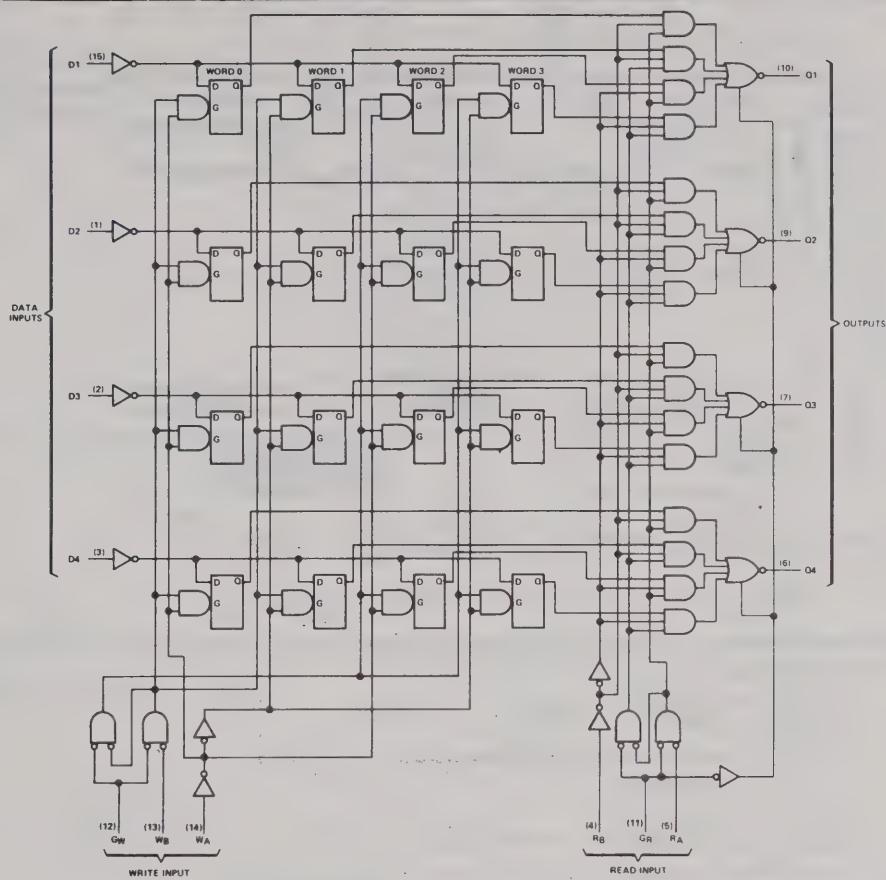 D1 (15)
WORD 0 WORD 1 WORD 2 WORD 3
D Q D Q D Q D Q
G G G G
(10) Q1
D2 (1)
D Q D Q D Q D Q
G G G G
(9) Q2
DATA
INPUTS
OUTPUTS
D3 (2)
D Q D Q D Q D Q
G G G G
(7) Q3
D4 (3)
D Q D Q D Q D Q
G G G G
(6) Q4
(12) (13) (14) (4) (11) (5)
GW WB WA RB GR RA
WRITE INPUT READ INPUT